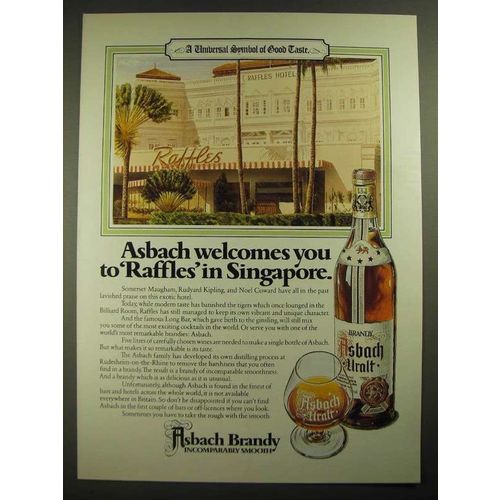 A Universal Symbol of Good Taste.
RAFFLES HOTEL
Raffles
Asbach welcomes you
to 'Raffles' in Singapore.
Somerset Maugham, Rudyard Kipling, and Noel Coward have all in the past
lavished praise on this exotic hotel.
Today, while modern taste has banished the tigers which once lounged in the
Billiard Room, Raffles has still managed to keep its own vibrant and unique character.
And the famous Long Bar, which gave birth to the ginsling, will still mix
you some of the most exciting cocktails in the world. Or serve you with one of the
world's most remarkable brandies: Asbach.
Five liters of carefully chosen wines are needed to make a single bottle of Asbach.
But what makes it so remarkable is its taste.
The Asbach family has developed its own distilling process at
Rüdesheim-on-the-Rhine to remove the harshness that you often
find in a brandy. The result is a brandy of incomparable smoothness.
And a brandy which is as delicious as it is unusual.
Unfortunately, although Asbach is found in the finest of
bars and hotels across the whole world, it is not available
everywhere in Britain. So don't be disappointed if you can't find
Asbach in the first couple of bars or off-licences where you look.
Sometimes you have to take the rough with the smooth.
BRANDY
Asbach
Uralt
Asbach
Uralt
Asbach Brandy
INCOMPARABLY SMOOTH